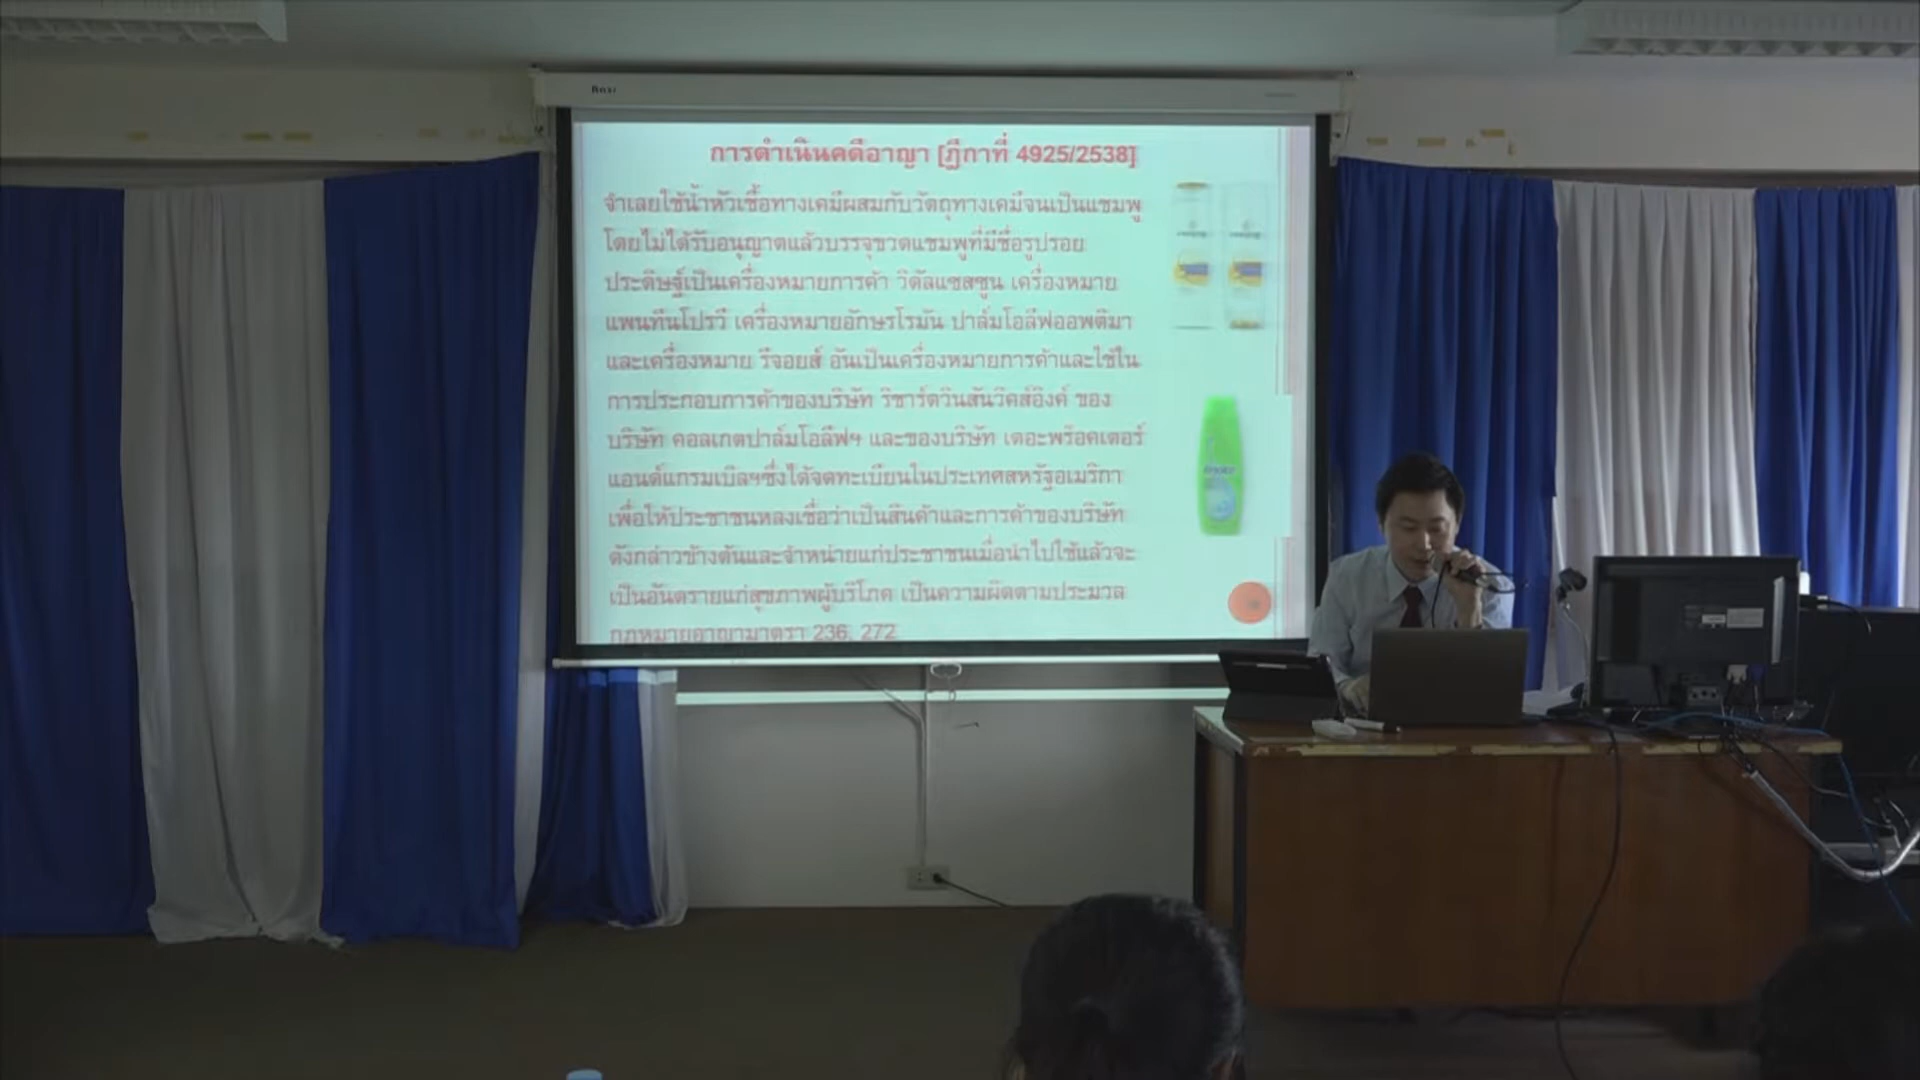 การดำเนินคดีอาญา [ฎีกาที่ 4925/2538]
จำเลยใช้น้ำหัวเชื้อทางเคมีผสมกับวัตถุทางเคมีจนเป็นแชมพู
โดยไม่ได้รับอนุญาตแล้วบรรจุขวดแชมพูที่มีชื่อรูปรอย
ประดิษฐ์เป็นเครื่องหมายการค้า วิดัลแซสซูน เครื่องหมาย
แพนทีนโปรวี เครื่องหมายอักษรโรมัน ปาล์มโอลีฟออพติมา
และเครื่องหมาย รีจอยส์ อันเป็นเครื่องหมายการค้าและใช้ใน
การประกอบการค้าของบริษัท ริชาร์ดวินสันวิคส์อิงค์ ของ
บริษัท คอลเกตปาล์มโอลีฟฯ และของบริษัท เดอะพร็อคเตอร์
แอนด์แกรมเบิลฯซึ่งได้จดทะเบียนในประเทศสหรัฐอเมริกา
เพื่อให้ประชาชนหลงเชื่อว่าเป็นสินค้าและการค้าของบริษัท
ดังกล่าวข้างต้นและจำหน่ายแก่ประชาชนเมื่อนำไปใช้แล้วจะ
เป็นอันตรายแก่สุขภาพผู้บริโภค เป็นความผิดตามประมวล
กฎหมายอาญามาตรา 236, 272